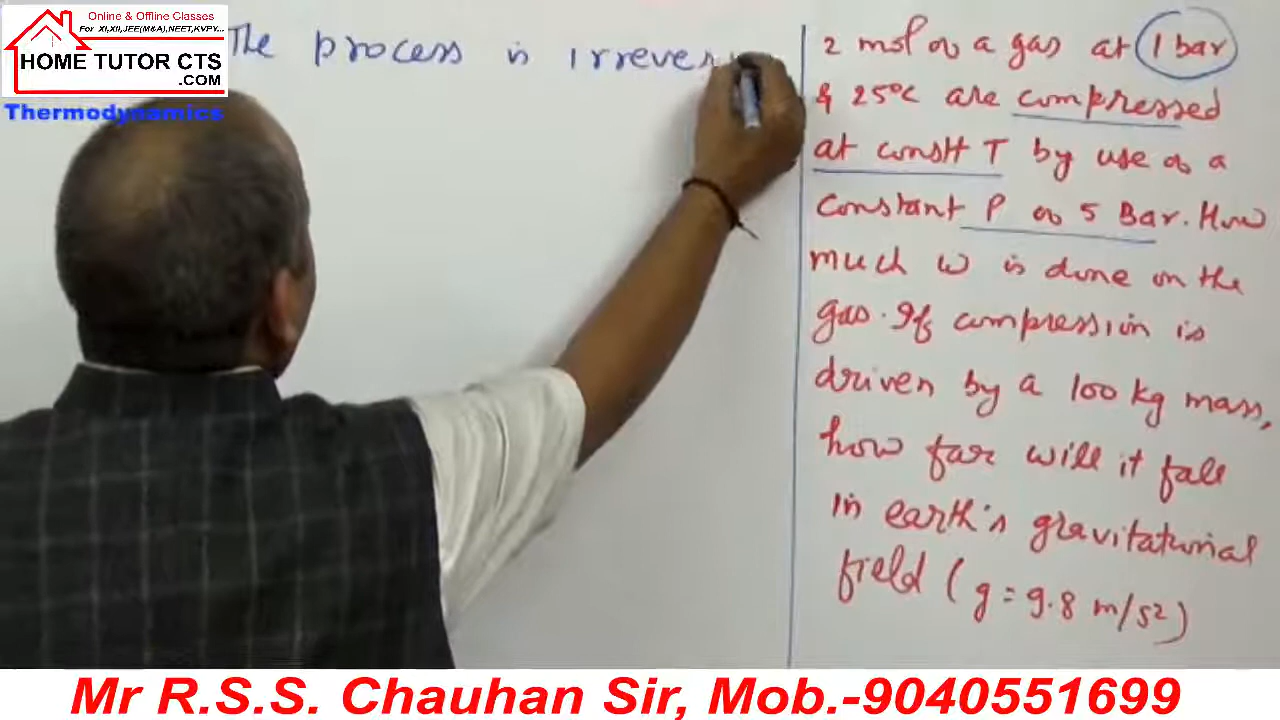 Online & Offline Classes
For XI,XII,JEE(M&A),NEET,KVPY...
HOME TUTOR CTS
.COM
Thermodynamics
The process is irrevers
2 mol of a gas at 1 bar
& 25°C are compressed
at constt T by use of a
constant P of 5 Bar. How
much W is done on the
gas. If compression is
driven by a 100 kg mass,
how far will it fall
in earth's gravitational
field (g = 9.8 m/s²)
Mr R.S.S. Chauhan Sir, Mob.-9040551699